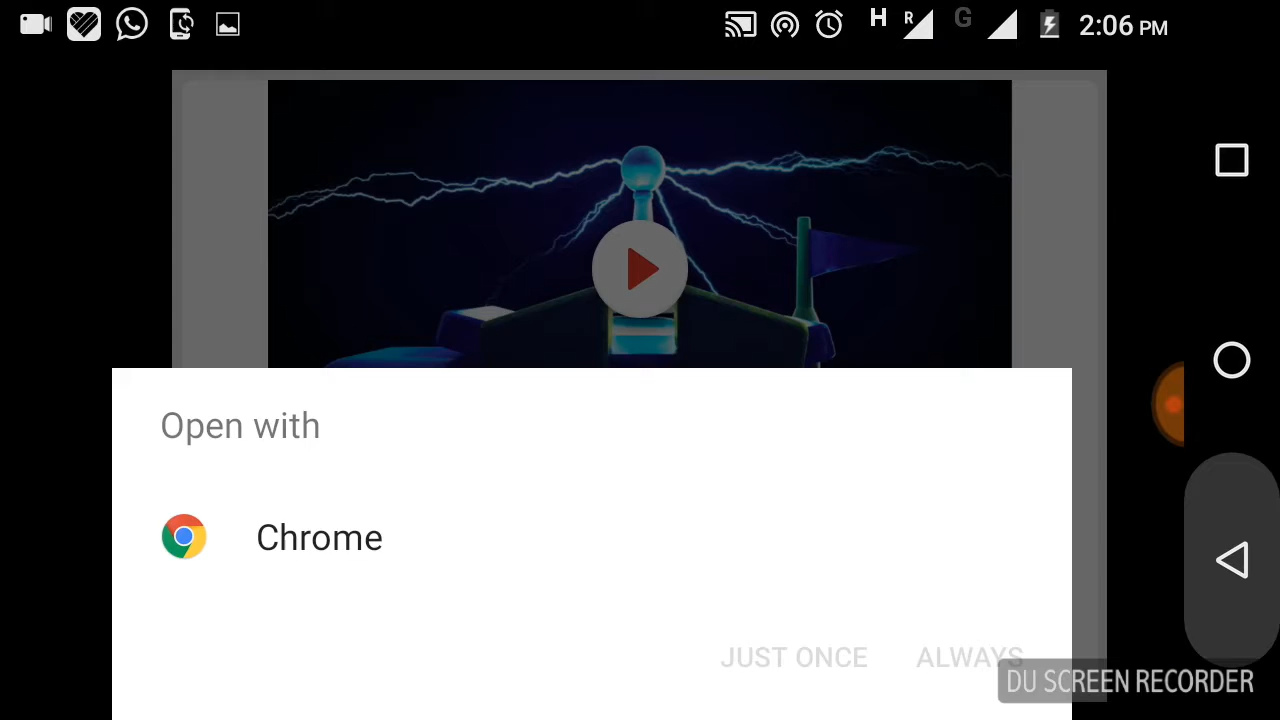 H R G 2:06 PM
Open with
Chrome
JUST ONCE ALWAYS
DU SCREEN RECORDER